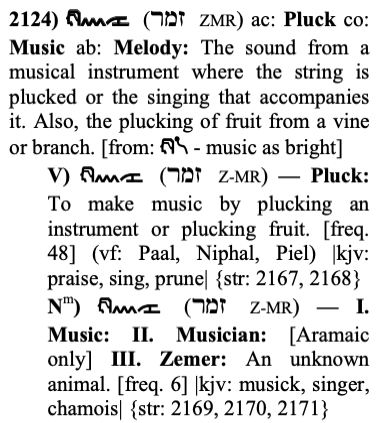 2124) (זמר ZMR) ac: Pluck co:
Music ab: Melody: The sound from a
musical instrument where the string is
plucked or the singing that accompanies
it. Also, the plucking of fruit from a vine
or branch. [from: - music as bright]
V) (זמר Z-MR) — Pluck:
To make music by plucking an
instrument or plucking fruit. [freq.
48] (vf: Paal, Niphal, Piel) |kjv:
praise, sing, prune| {str: 2167, 2168}
Nᵐ) (זמר Z-MR) — I.
Music: II. Musician: [Aramaic
only] III. Zemer: An unknown
animal. [freq. 6] |kjv: musick, singer,
chamois| {str: 2169, 2170, 2171}